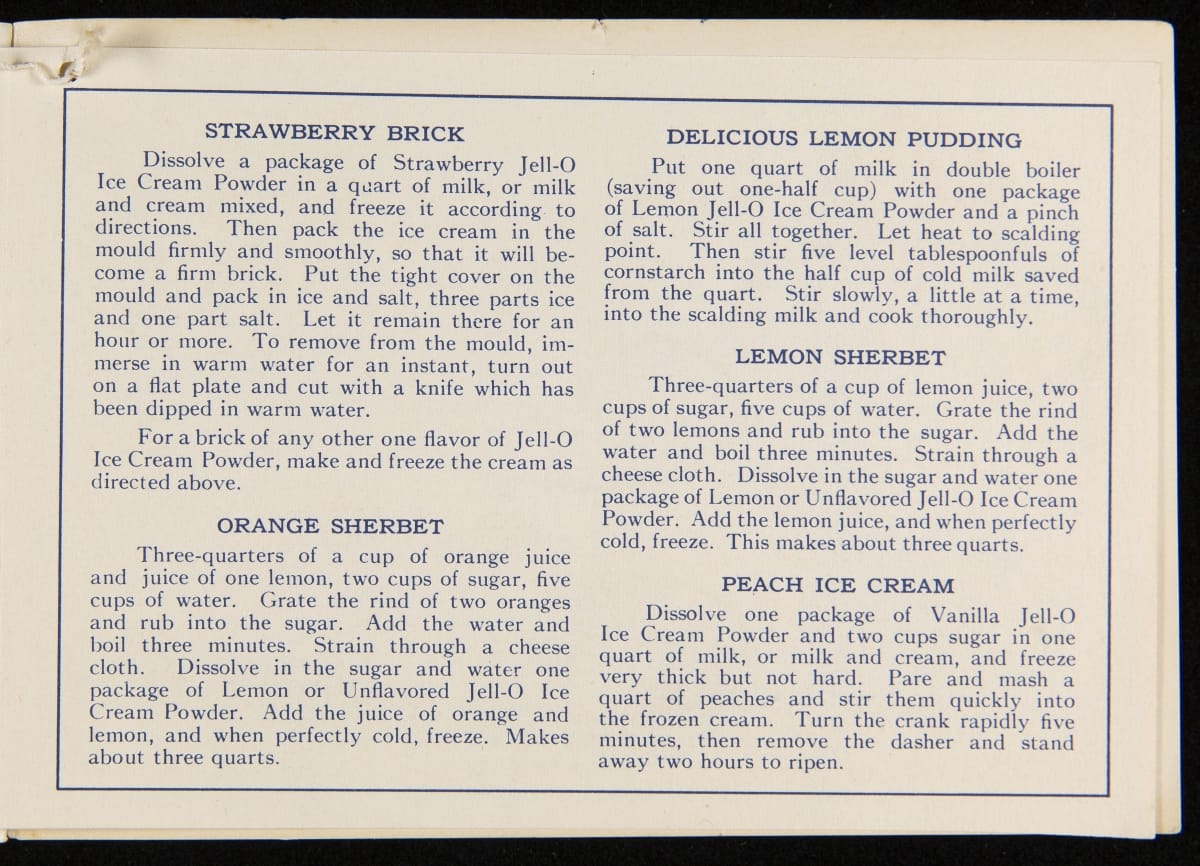 STRAWBERRY BRICK
Dissolve a package of Strawberry Jell-O
Ice Cream Powder in a quart of milk, or milk
and cream mixed, and freeze it according to
directions. Then pack the ice cream in the
mould firmly and smoothly, so that it will be-
come a firm brick. Put the tight cover on the
mould and pack in ice and salt, three parts ice
and one part salt. Let it remain there for an
hour or more. To remove from the mould, im-
merse in warm water for an instant, turn out
on a flat plate and cut with a knife which has
been dipped in warm water.
For a brick of any other one flavor of Jell-O
Ice Cream Powder, make and freeze the cream as
directed above.
ORANGE SHERBET
Three-quarters of a cup of orange juice
and juice of one lemon, two cups of sugar, five
cups of water. Grate the rind of two oranges
and rub into the sugar. Add the water and
boil three minutes. Strain through a cheese
cloth. Dissolve in the sugar and water one
package of Lemon or Unflavored Jell-O Ice
Cream Powder. Add the juice of orange and
lemon, and when perfectly cold, freeze. Makes
about three quarts.
DELICIOUS LEMON PUDDING
Put one quart of milk in double boiler
(saving out one-half cup) with one package
of Lemon Jell-O Ice Cream Powder and a pinch
of salt. Stir all together. Let heat to scalding
point. Then stir five level tablespoonfuls of
cornstarch into the half cup of cold milk saved
from the quart. Stir slowly, a little at a time,
into the scalding milk and cook thoroughly.
LEMON SHERBET
Three-quarters of a cup of lemon juice, two
cups of sugar, five cups of water. Grate the rind
of two lemons and rub into the sugar. Add the
water and boil three minutes. Strain through a
cheese cloth. Dissolve in the sugar and water one
package of Lemon or Unflavored Jell-O Ice Cream
Powder. Add the lemon juice, and when perfectly
cold, freeze. This makes about three quarts.
PEACH ICE CREAM
Dissolve one package of Vanilla Jell-O
Ice Cream Powder and two cups sugar in one
quart of milk, or milk and cream, and freeze
very thick but not hard. Pare and mash a
quart of peaches and stir them quickly into
the frozen cream. Turn the crank rapidly five
minutes, then remove the dasher and stand
away two hours to ripen.